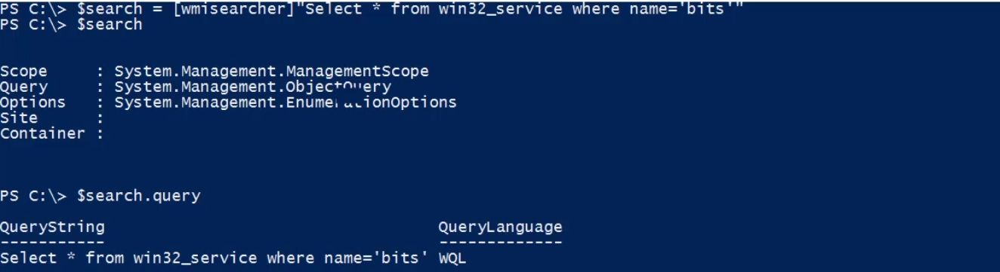 PS C:\> $search = [wmisearcher]"Select * from win32_service where name='bits'"
PS C:\> $search
Scope     : System.Management.ManagementScope
Query     : System.Management.ObjectQuery
Options   : System.Management.EnumerationOptions
Site      :
Container :
PS C:\> $search.query
QueryString                                        QueryLanguage
-----------                                        -------------
Select * from win32_service where name='bits' WQL